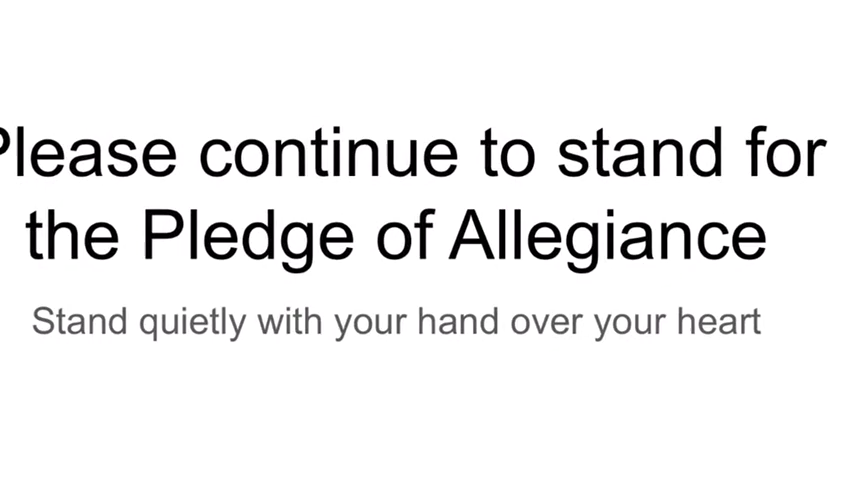 Please continue to stand for
the Pledge of Allegiance
Stand quietly with your hand over your heart